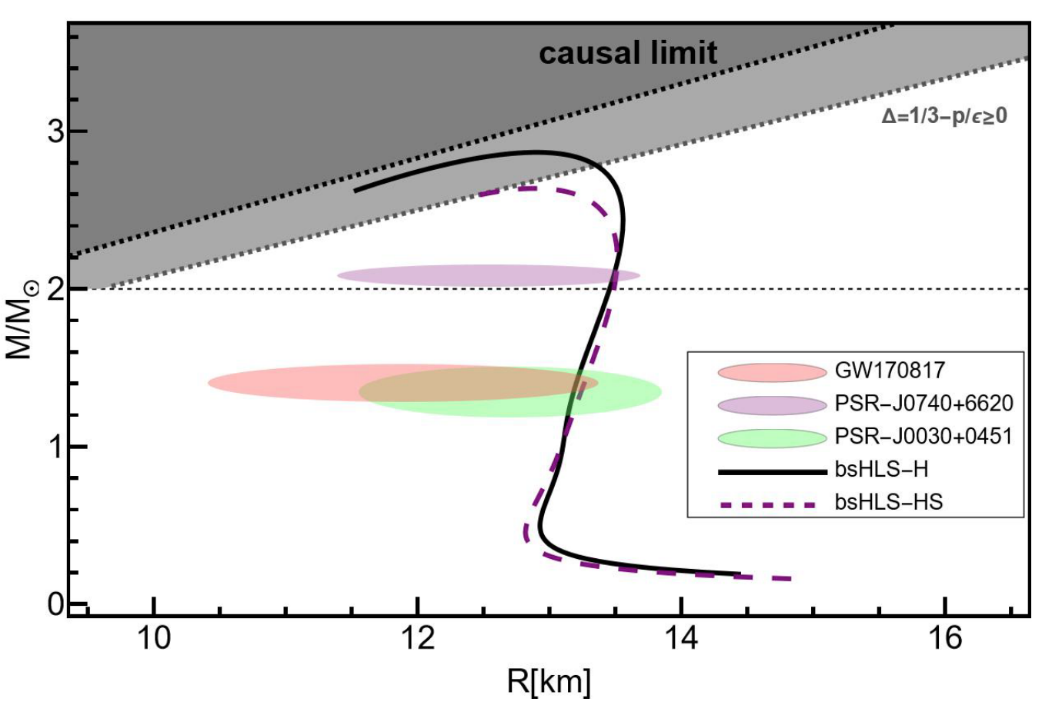 causal limit
Δ=1/3−p/ϵ≥0
3
2
1
0
M/M⊙
GW170817
PSR−J0740+6620
PSR−J0030+0451
bsHLS−H
bsHLS−HS
10 12 14 16
R[km]